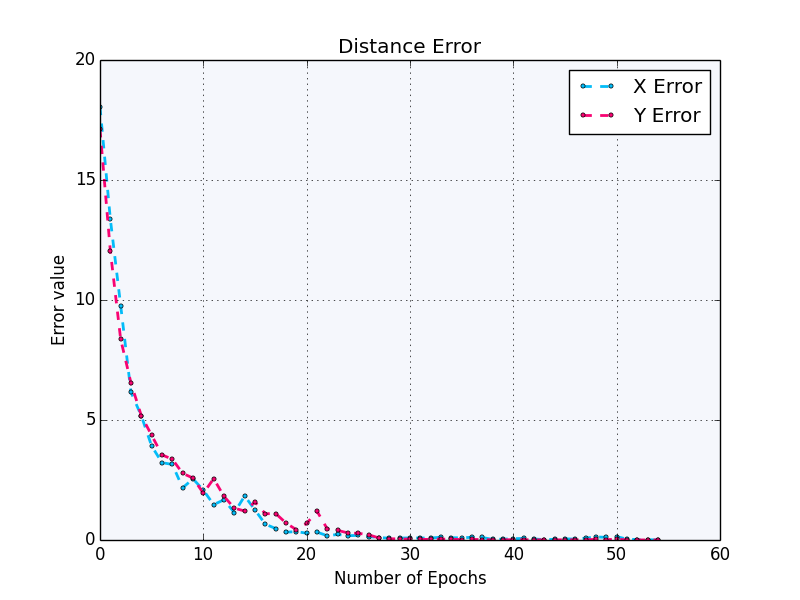 Distance Error
X Error
Y Error
20
15
10
5
0
Error value
0 10 20 30 40 50 60
Number of Epochs